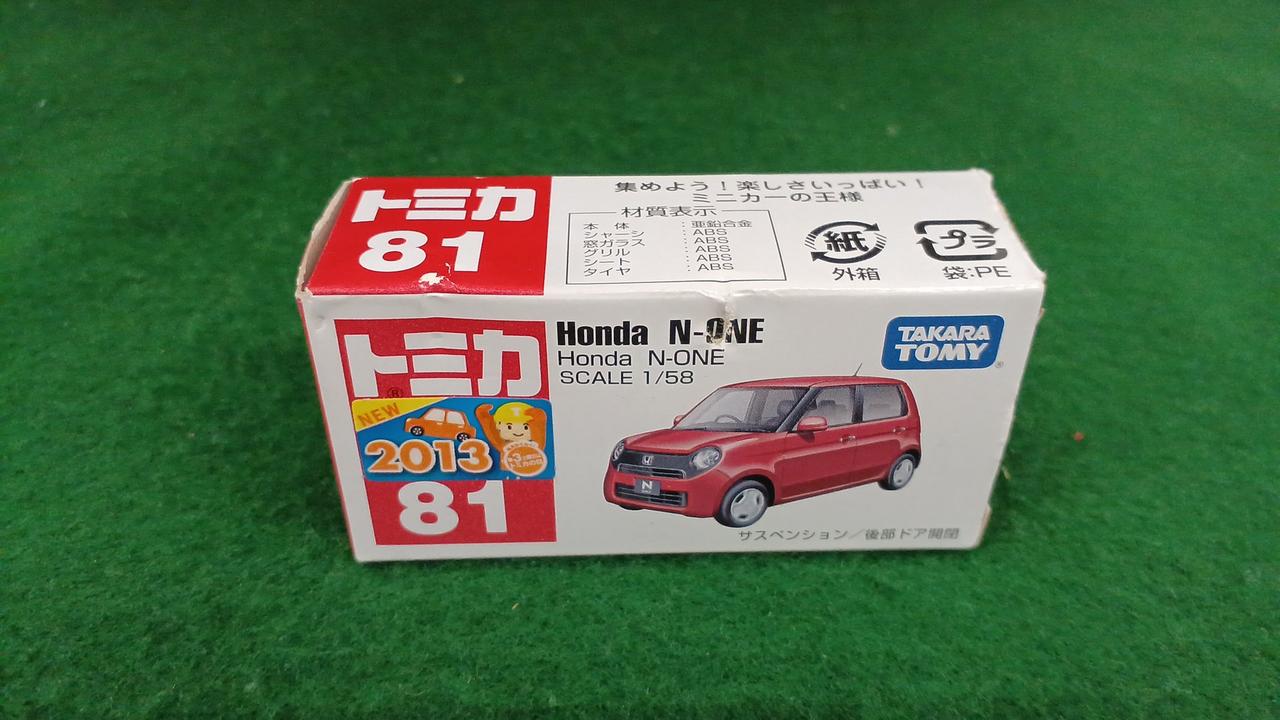 トミカ
81
集めよう！楽しさいっぱい！
ミニカーの王様
材質表示
本体：亜鉛合金
シャーシ：ABS
窓ガラス：ABS
グリル：ABS
シート：ABS
タイヤ：ABS
紙
外箱
プラ
袋:PE
トミカ
®
NEW
2013
81
Honda N-ONE
Honda N-ONE
SCALE 1/58
TAKARA
TOMY
®
N
サスペンション／後部ドア開閉